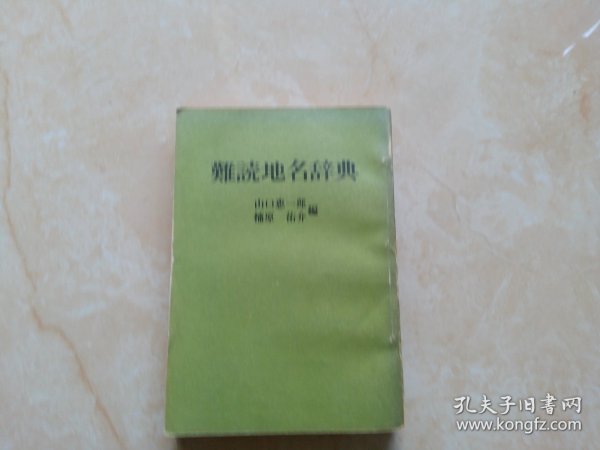 難読地名辞典
山口恵一郎
楠原 佑介 編
孔夫子旧书网
www.kongfz.com